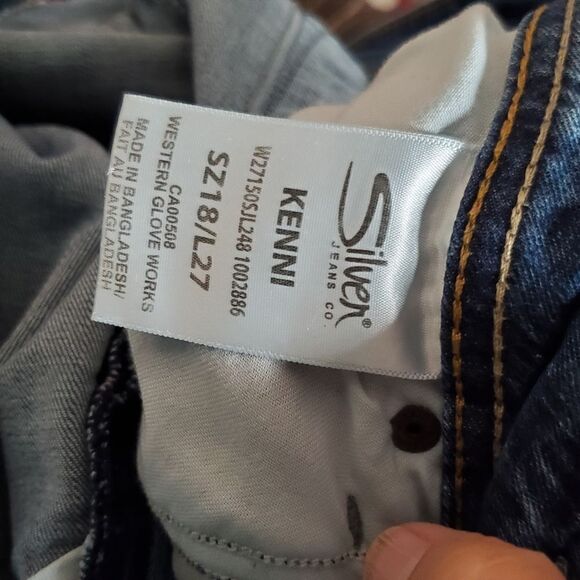 Silver®
JEANS CO.
KENNI
W27150SJL248 1002886
SZ18/L27
CA00508
WESTERN GLOVE WORKS
MADE IN BANGLADESH/
FAIT AU BANGLADESH